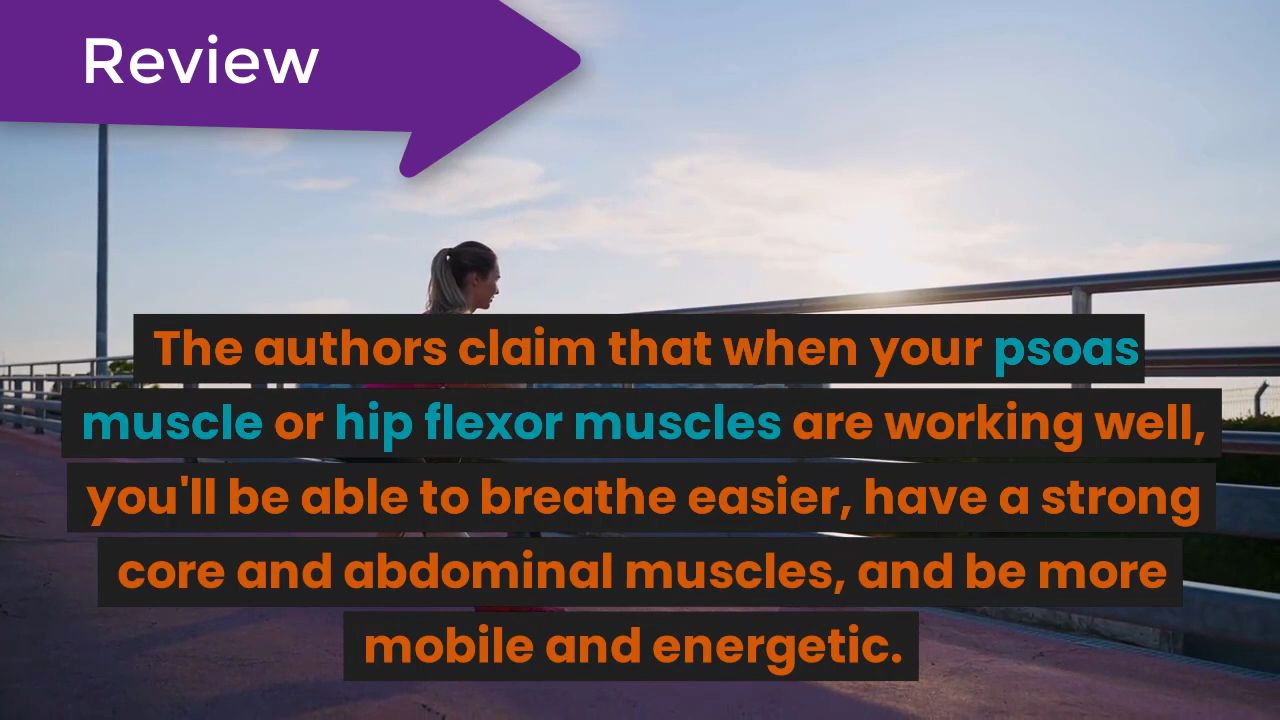 Review
The authors claim that when your psoas
muscle or hip flexor muscles are working well,
you'll be able to breathe easier, have a strong
core and abdominal muscles, and be more
mobile and energetic.